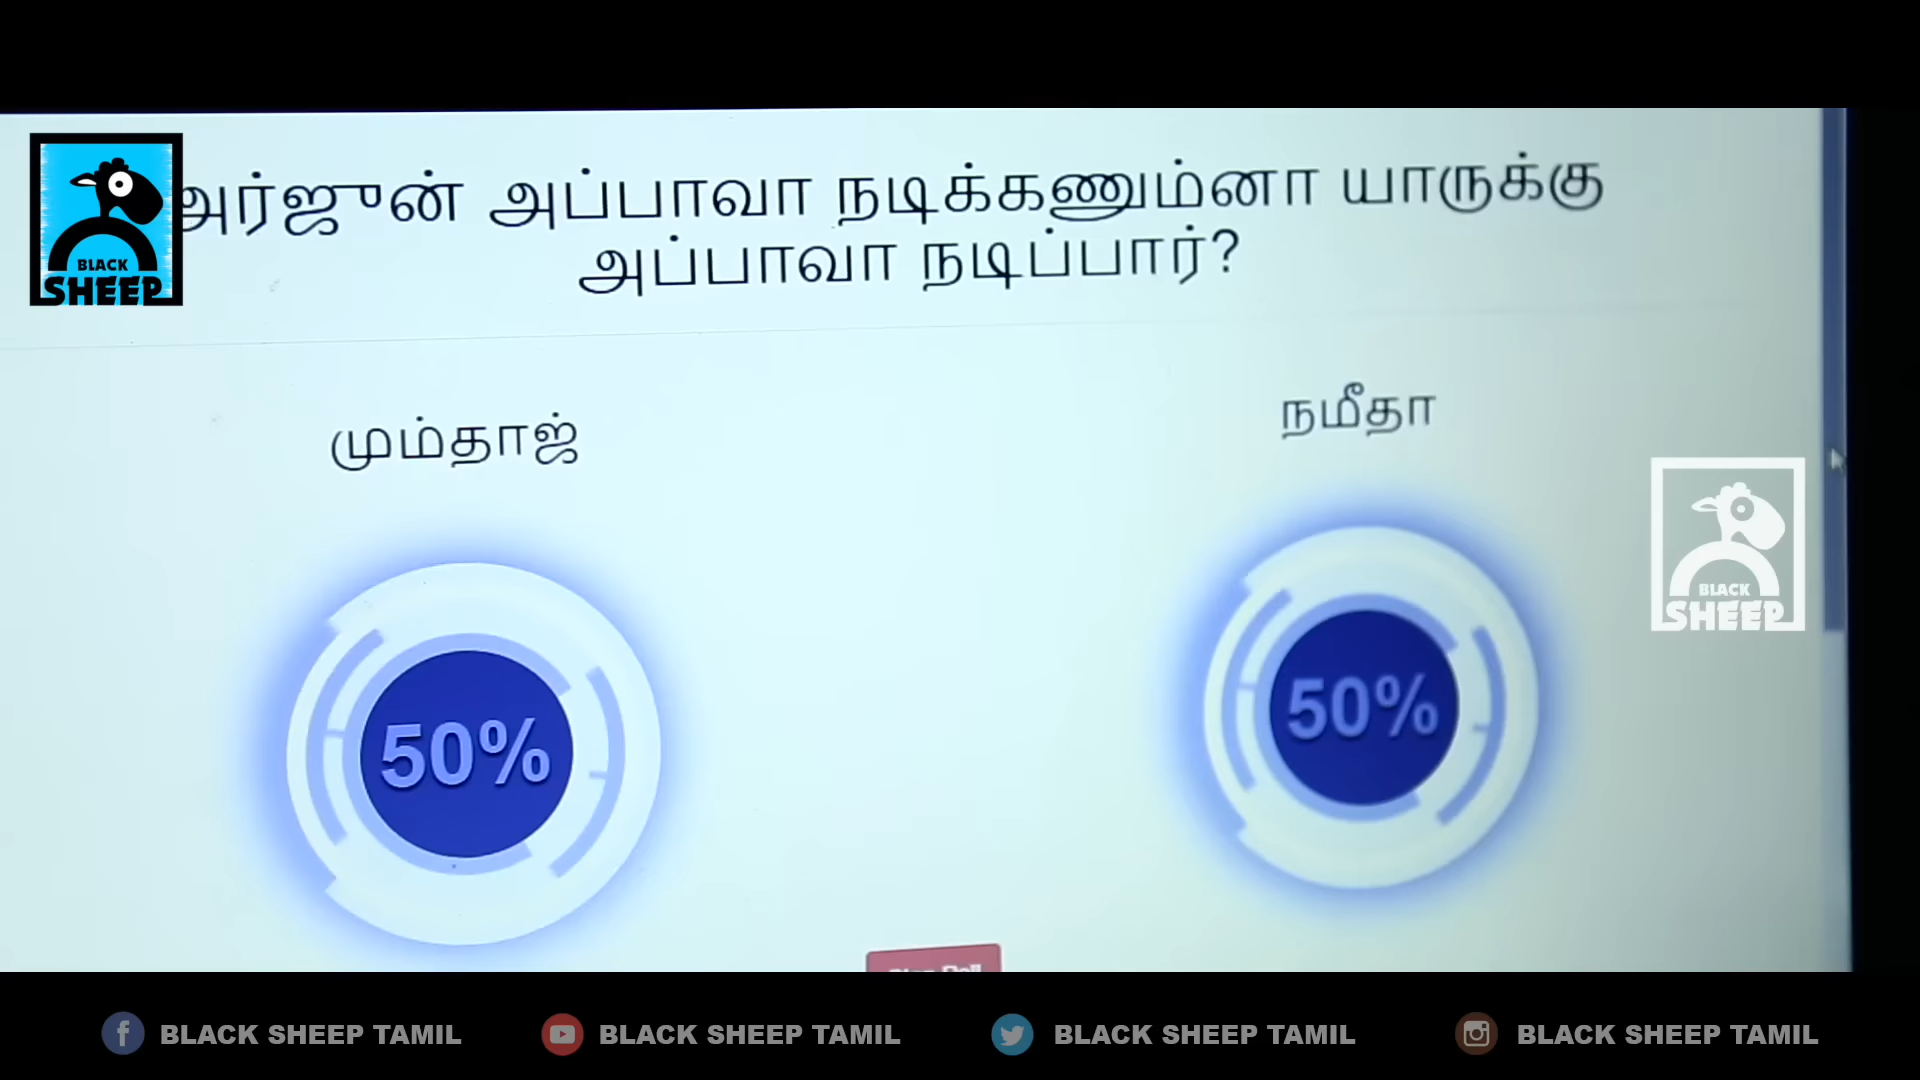 அர்ஜுன் அப்பாவா நடிக்கணும்னா யாருக்கு
அப்பாவா நடிப்பார்?
BLACK
SHEEP
மும்தாஜ்
நமீதா
50%
50%
BLACK
SHEEP
BLACK SHEEP TAMIL
BLACK SHEEP TAMIL
BLACK SHEEP TAMIL
BLACK SHEEP TAMIL